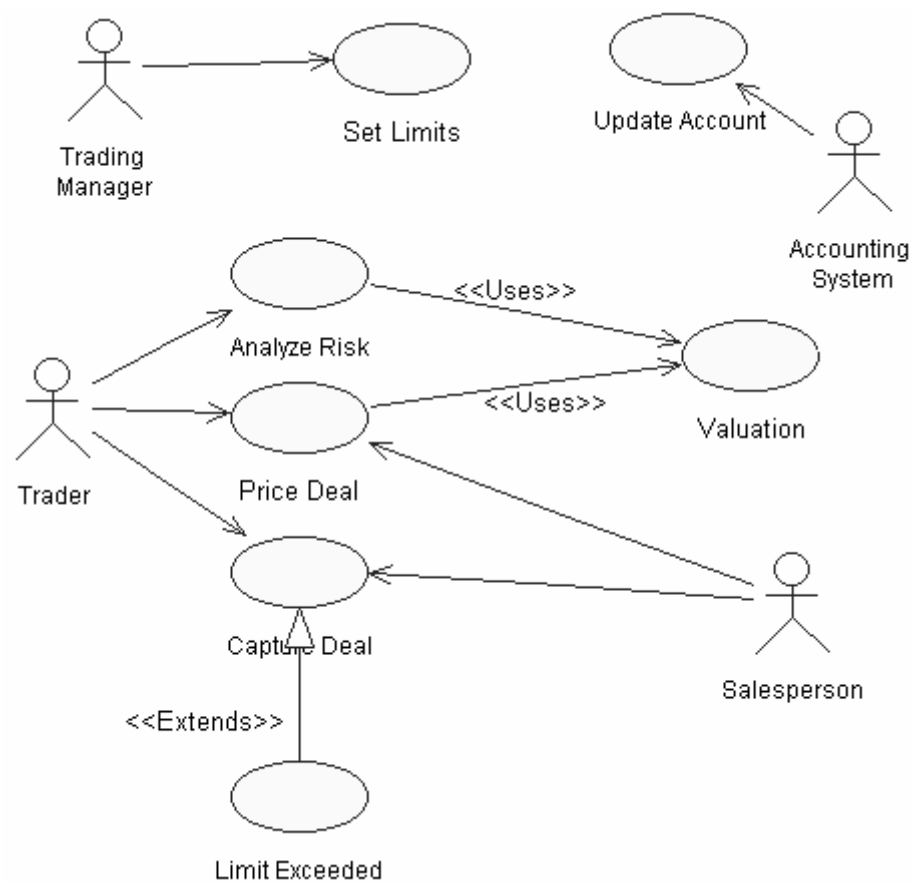 Set Limits
Update Account
Trading
Manager
Accounting
System
<<Uses>>
Analyze Risk
<<Uses>>
Valuation
Trader
Price Deal
Capture Deal
Salesperson
<<Extends>>
Limit Exceeded